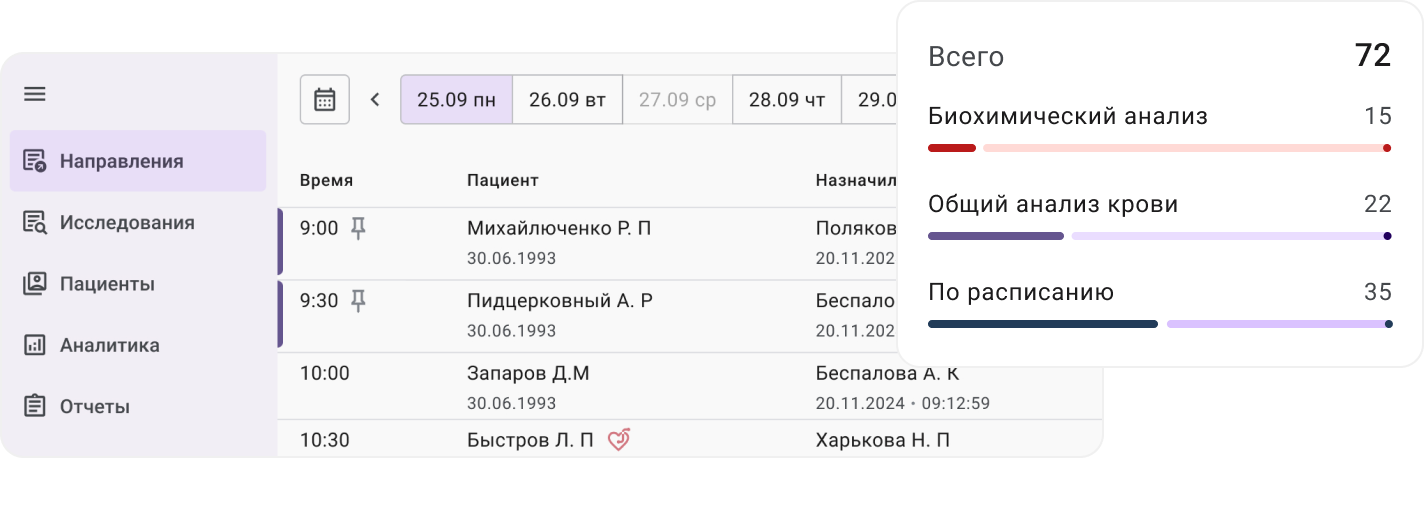 Направления
Исследования
Пациенты
Аналитика
Отчеты
25.09 пн 26.09 вт 27.09 ср 28.09 чт 29.0
Время Пациент Назначил
9:00 Михайлюченко Р. П Поляков
30.06.1993 20.11.202
9:30 Пидцерковный А. Р Беспало
30.06.1993 20.11.202
10:00 Запаров Д.М Беспалова А. К
30.06.1993 20.11.2024 • 09:12:59
10:30 Быстров Л. П Харькова Н. П
Всего 72
Биохимический анализ 15
Общий анализ крови 22
По расписанию 35